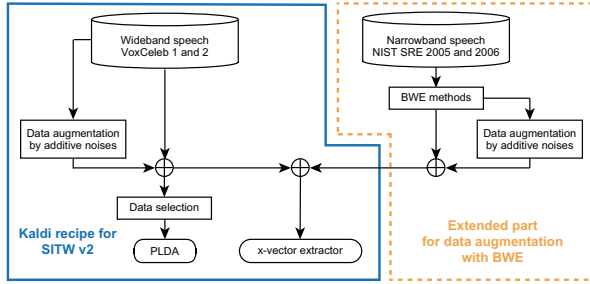 Wideband speech
VoxCeleb 1 and 2
Narrowband speech
NIST SRE 2005 and 2006
BWE methods
Data augmentation
by additive noises
Data augmentation
by additive noises
Data selection
Kaldi recipe for
SITW v2
PLDA
x-vector extractor
Extended part
for data augmentation
with BWE